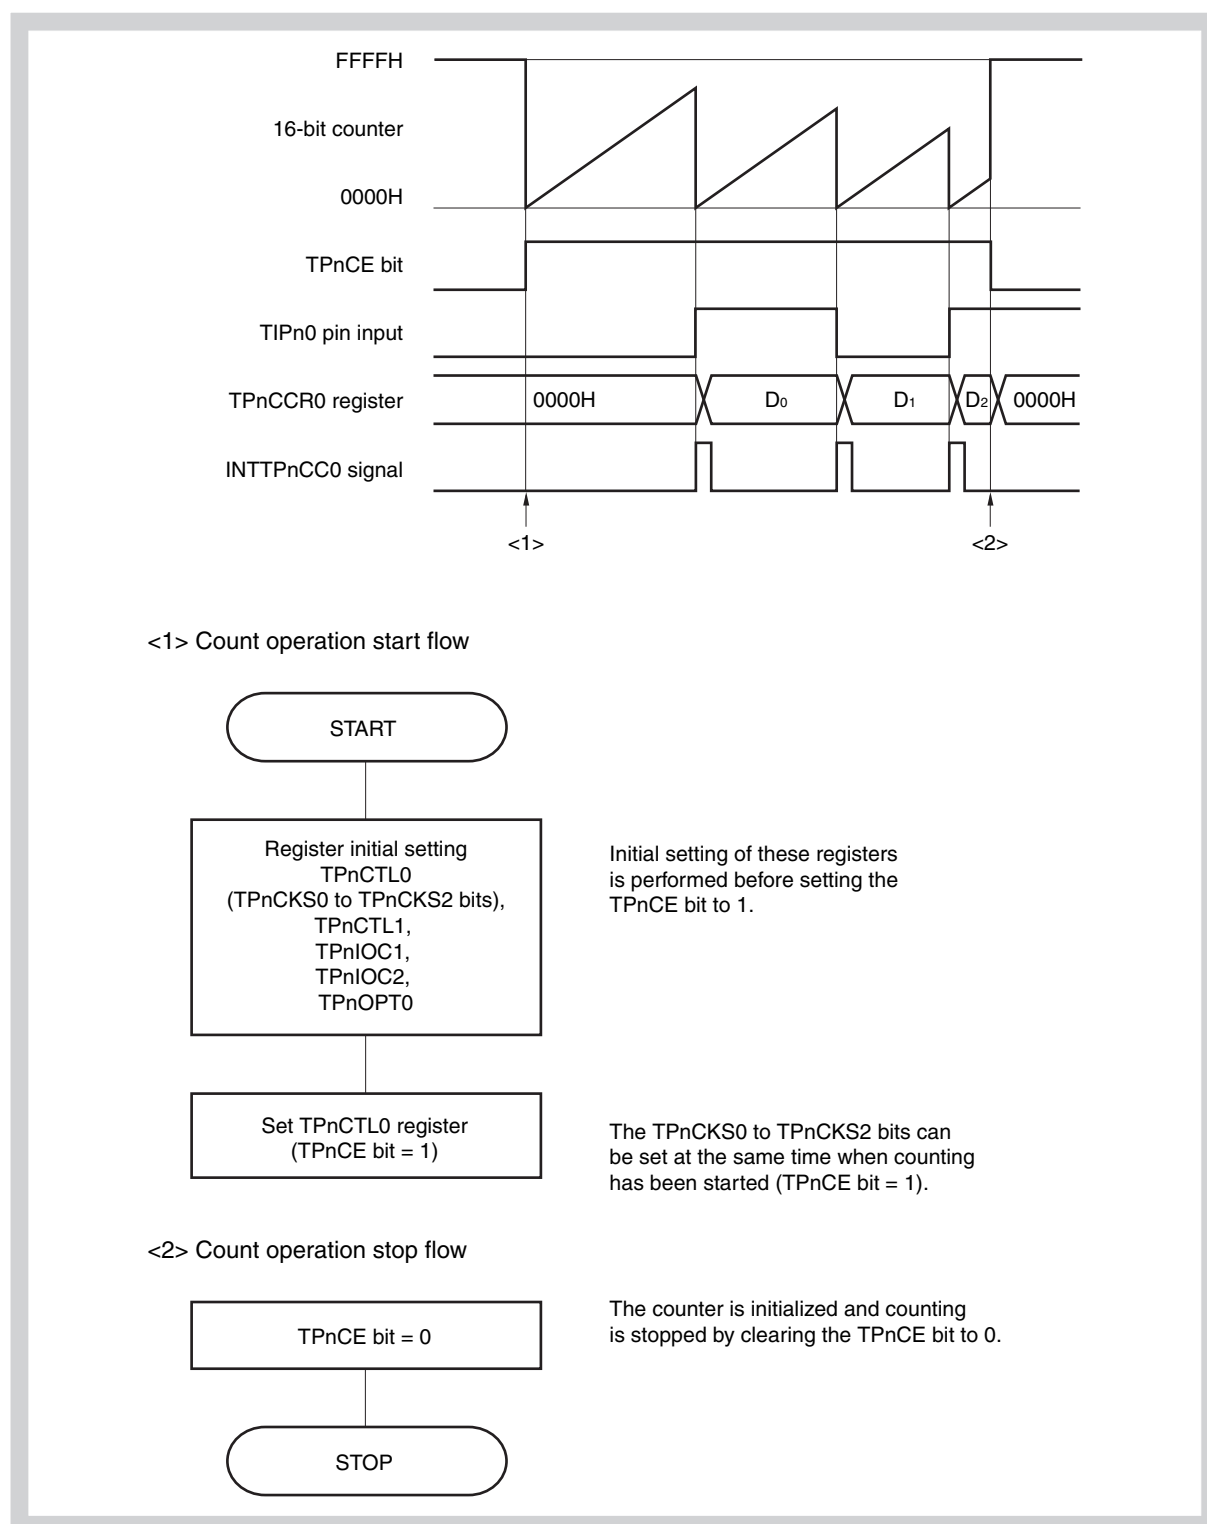 FFFFH
16-bit counter
0000H
TPnCE bit
TIPn0 pin input
TPnCCR0 register
0000H
D0
D1
D2
0000H
INTTPnCC0 signal
<1>
<2>
<1> Count operation start flow
START
Register initial setting
TPnCTL0
(TPnCKS0 to TPnCKS2 bits),
TPnCTL1,
TPnIOC1,
TPnIOC2,
TPnOPT0
Initial setting of these registers
is performed before setting the
TPnCE bit to 1.
Set TPnCTL0 register
(TPnCE bit = 1)
The TPnCKS0 to TPnCKS2 bits can
be set at the same time when counting
has been started (TPnCE bit = 1).
<2> Count operation stop flow
TPnCE bit = 0
The counter is initialized and counting
is stopped by clearing the TPnCE bit to 0.
STOP